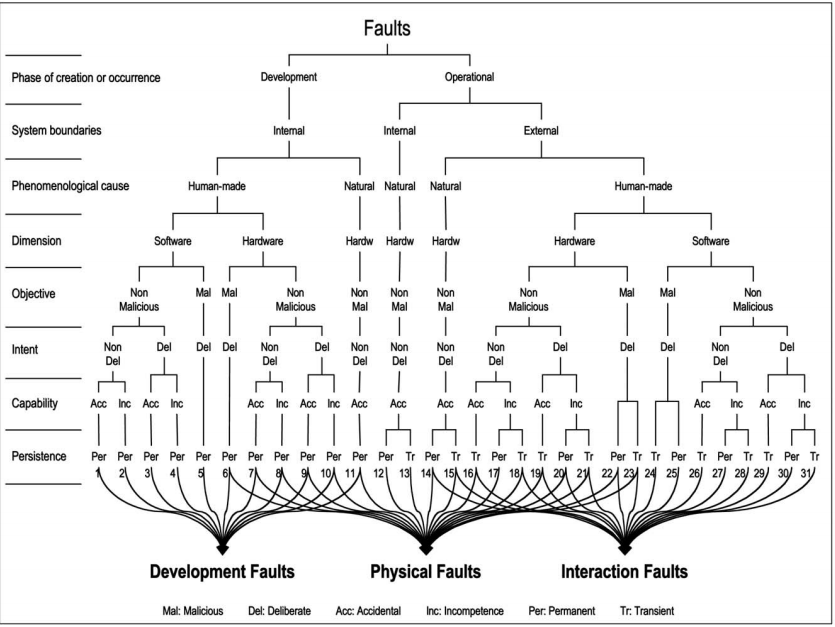 Faults
Phase of creation or occurrence Development Operational
System boundaries Internal Internal External
Phenomenological cause Human-made Natural Natural Natural Human-made
Dimension Software Hardware Hardw Hardw Hardw Hardware Software
Objective Non Mal Mal Non Non Non Non Non Mal Mal Non
Malicious Malicious Mal Mal Mal Malicious Malicious
Intent Non Del Del Del Non Del Non Non Non Non Del Del Del Non Del
Del Del Del Del Del Del Del
Capability Acc Inc Acc Inc Acc Inc Acc Inc Acc Acc Acc Acc Inc Acc Inc Acc Inc Acc Inc
Persistence Per Per Per Per Per Per Per Per Per Per Per Per Tr Per Tr Tr Per Tr Tr Per Tr Per Tr Tr Per Tr Per Tr Tr Per Tr
1 2 3 4 5 6 7 8 9 10 11 12 13 14 15 16 17 18 19 20 21 22 23 24 25 26 27 28 29 30 31
Development Faults Physical Faults Interaction Faults
Mal: Malicious Del: Deliberate Acc: Accidental Inc: Incompetence Per: Permanent Tr: Transient